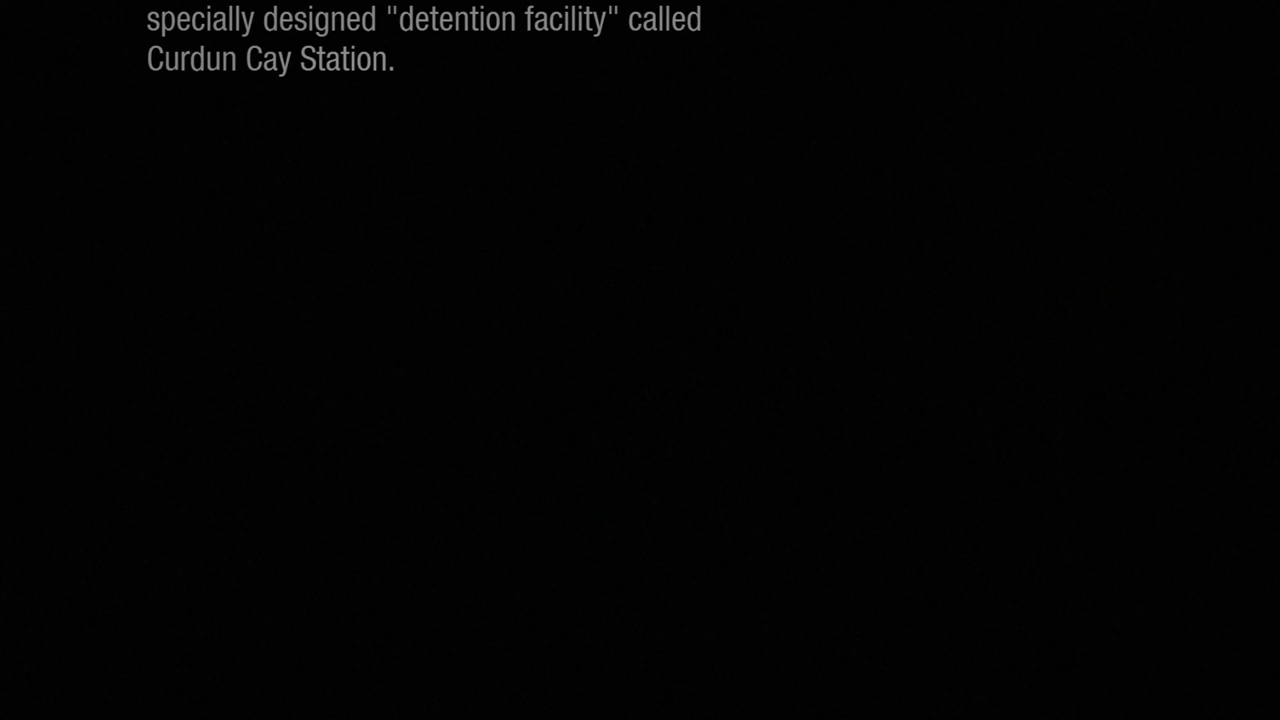 specially designed "detention facility" called
Curdun Cay Station.